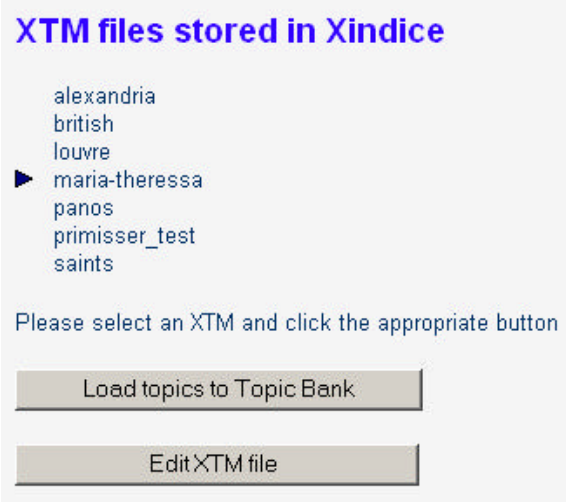 XTM files stored in Xindice
alexandria
british
louvre
maria-theressa
panos
primisser_test
saints
Please select an XTM and click the appropriate button
Load topics to Topic Bank
Edit XTM file